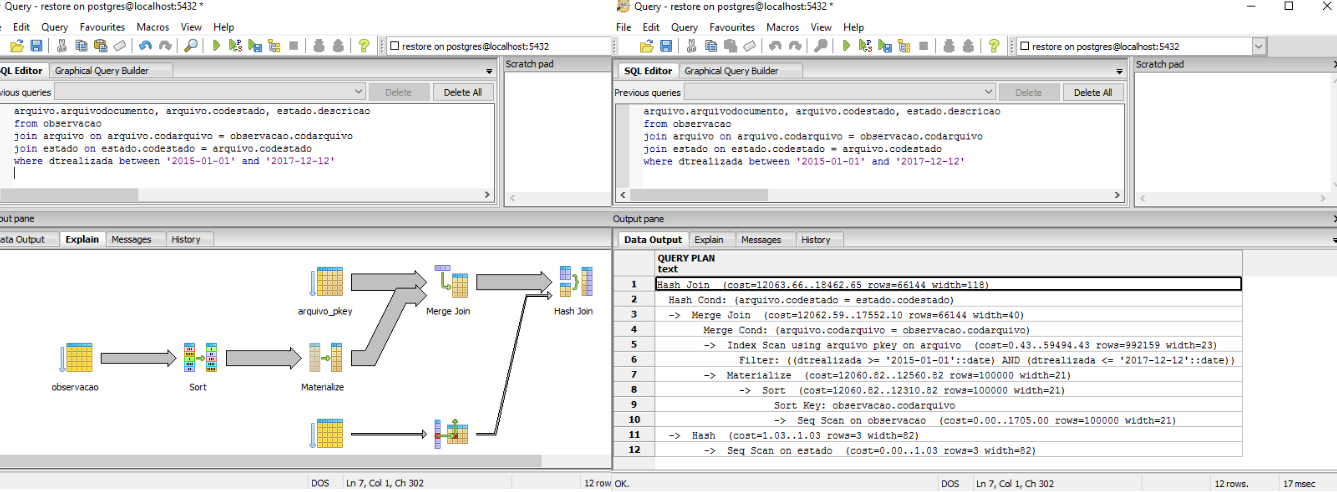 Query - restore on postgres@localhost:5432 *
Edit Query Favourites Macros View Help
restore on postgres@localhost:5432
SQL Editor Graphical Query Builder
Scratch pad
vious queries Delete Delete All
arquivo.arquivodocumento, arquivo.codestado, estado.descricao
from observacao
join arquivo on arquivo.codarquivo = observacao.codarquivo
join estado on estado.codestado = arquivo.codestado
where dtrealizada between '2015-01-01' and '2017-12-12'
put pane
ata Output Explain Messages History
arquivo_pkey
Merge Join
Hash Join
observacao
Sort
Materialize
DOS Ln 7, Col 1, Ch 302 12 row
Query - restore on postgres@localhost:5432 *
File Edit Query Favourites Macros View Help
restore on postgres@localhost:5432
SQL Editor Graphical Query Builder
Scratch pad
Previous queries Delete Delete All
arquivo.arquivodocumento, arquivo.codestado, estado.descricao
from observacao
join arquivo on arquivo.codarquivo = observacao.codarquivo
join estado on estado.codestado = arquivo.codestado
where dtrealizada between '2015-01-01' and '2017-12-12'
Output pane
Data Output Explain Messages History
QUERY PLAN
text
1 Hash Join (cost=12063.66..18462.65 rows=66144 width=118)
2 Hash Cond: (arquivo.codestado = estado.codestado)
3 -> Merge Join (cost=12062.59..17552.10 rows=66144 width=40)
4 Merge Cond: (arquivo.codarquivo = observacao.codarquivo)
5 -> Index Scan using arquivo pkey on arquivo (cost=0.43..59494.43 rows=992159 width=23)
6 Filter: ((dtrealizada >= '2015-01-01'::date) AND (dtrealizada <= '2017-12-12'::date))
7 -> Materialize (cost=12060.82..12560.82 rows=100000 width=21)
8 -> Sort (cost=12060.82..12310.82 rows=100000 width=21)
9 Sort Key: observacao.codarquivo
10 -> Seq Scan on observacao (cost=0.00..1705.00 rows=100000 width=21)
11 -> Hash (cost=1.03..1.03 rows=3 width=82)
12 -> Seq Scan on estado (cost=0.00..1.03 rows=3 width=82)
OK. DOS Ln 7, Col 1, Ch 302 12 rows. 17 msec